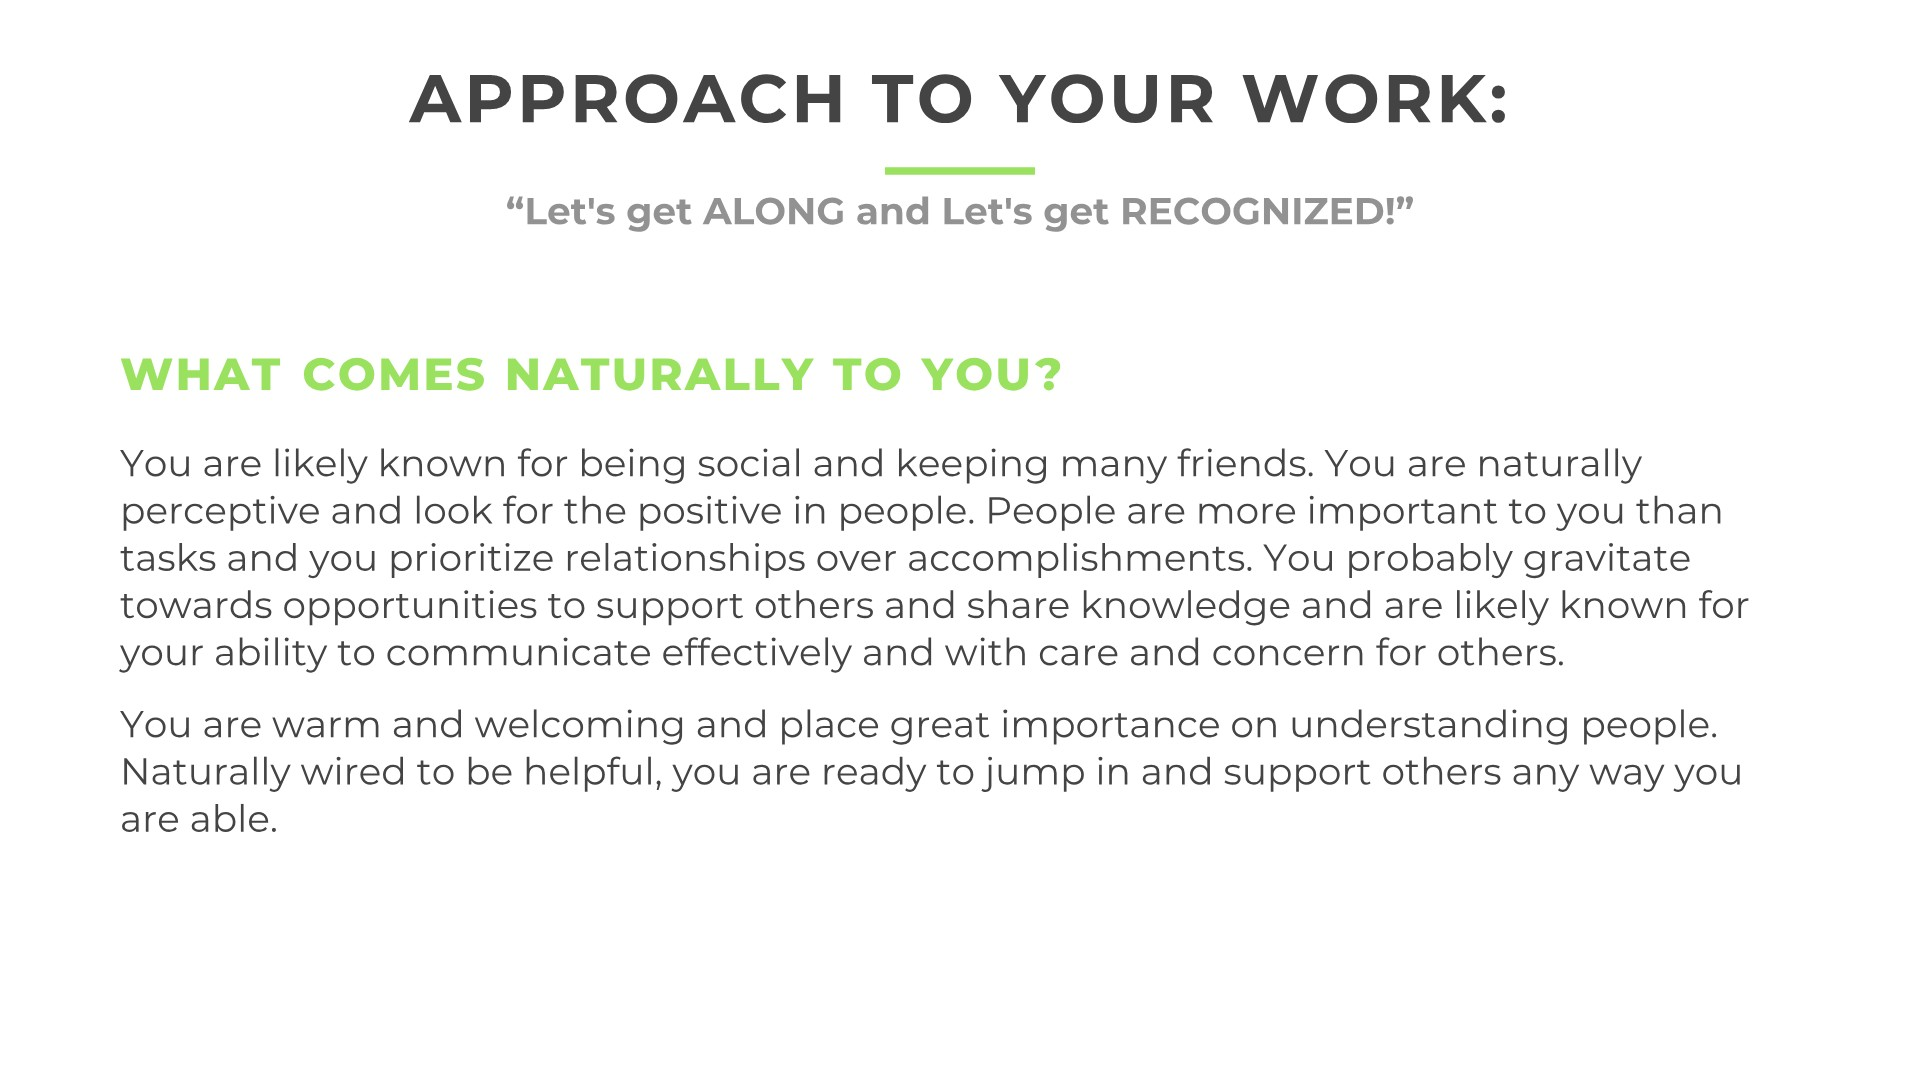 APPROACH TO YOUR WORK:
“Let's get ALONG and Let's get RECOGNIZED!”
WHAT COMES NATURALLY TO YOU?
You are likely known for being social and keeping many friends. You are naturally
perceptive and look for the positive in people. People are more important to you than
tasks and you prioritize relationships over accomplishments. You probably gravitate
towards opportunities to support others and share knowledge and are likely known for
your ability to communicate effectively and with care and concern for others.
You are warm and welcoming and place great importance on understanding people.
Naturally wired to be helpful, you are ready to jump in and support others any way you
are able.